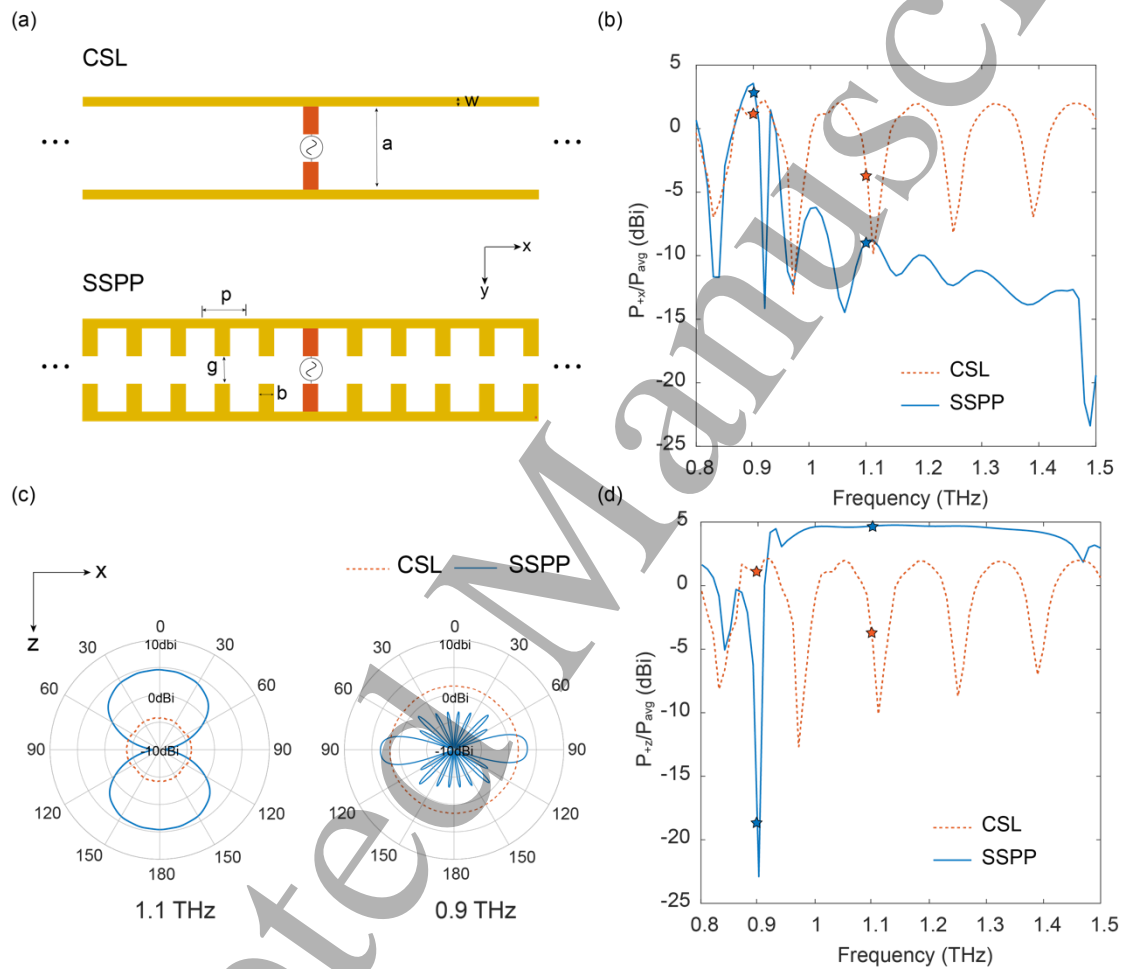 (a)
CSL
w
a
... ...
x
y
SSPP
p
g
b
... ...
(b)
5
0
-5
-10
-15
-20
-25
P+x/Pavg (dBi)
CSL
SSPP
0.8 0.9 1 1.1 1.2 1.3 1.4 1.5
Frequency (THz)
(c)
x
z
CSL SSPP
0
30 10dBi 30
60 0dBi 60
90 -10dBi 90
120 120
150 150
180
1.1 THz
0
30 10dBi 30
60 0dBi 60
90 -10dBi 90
120 120
150 150
180
0.9 THz
(d)
5
0
-5
-10
-15
-20
-25
P+z/Pavg (dBi)
CSL
SSPP
0.8 0.9 1 1.1 1.2 1.3 1.4 1.5
Frequency (THz)
pted Manuscri